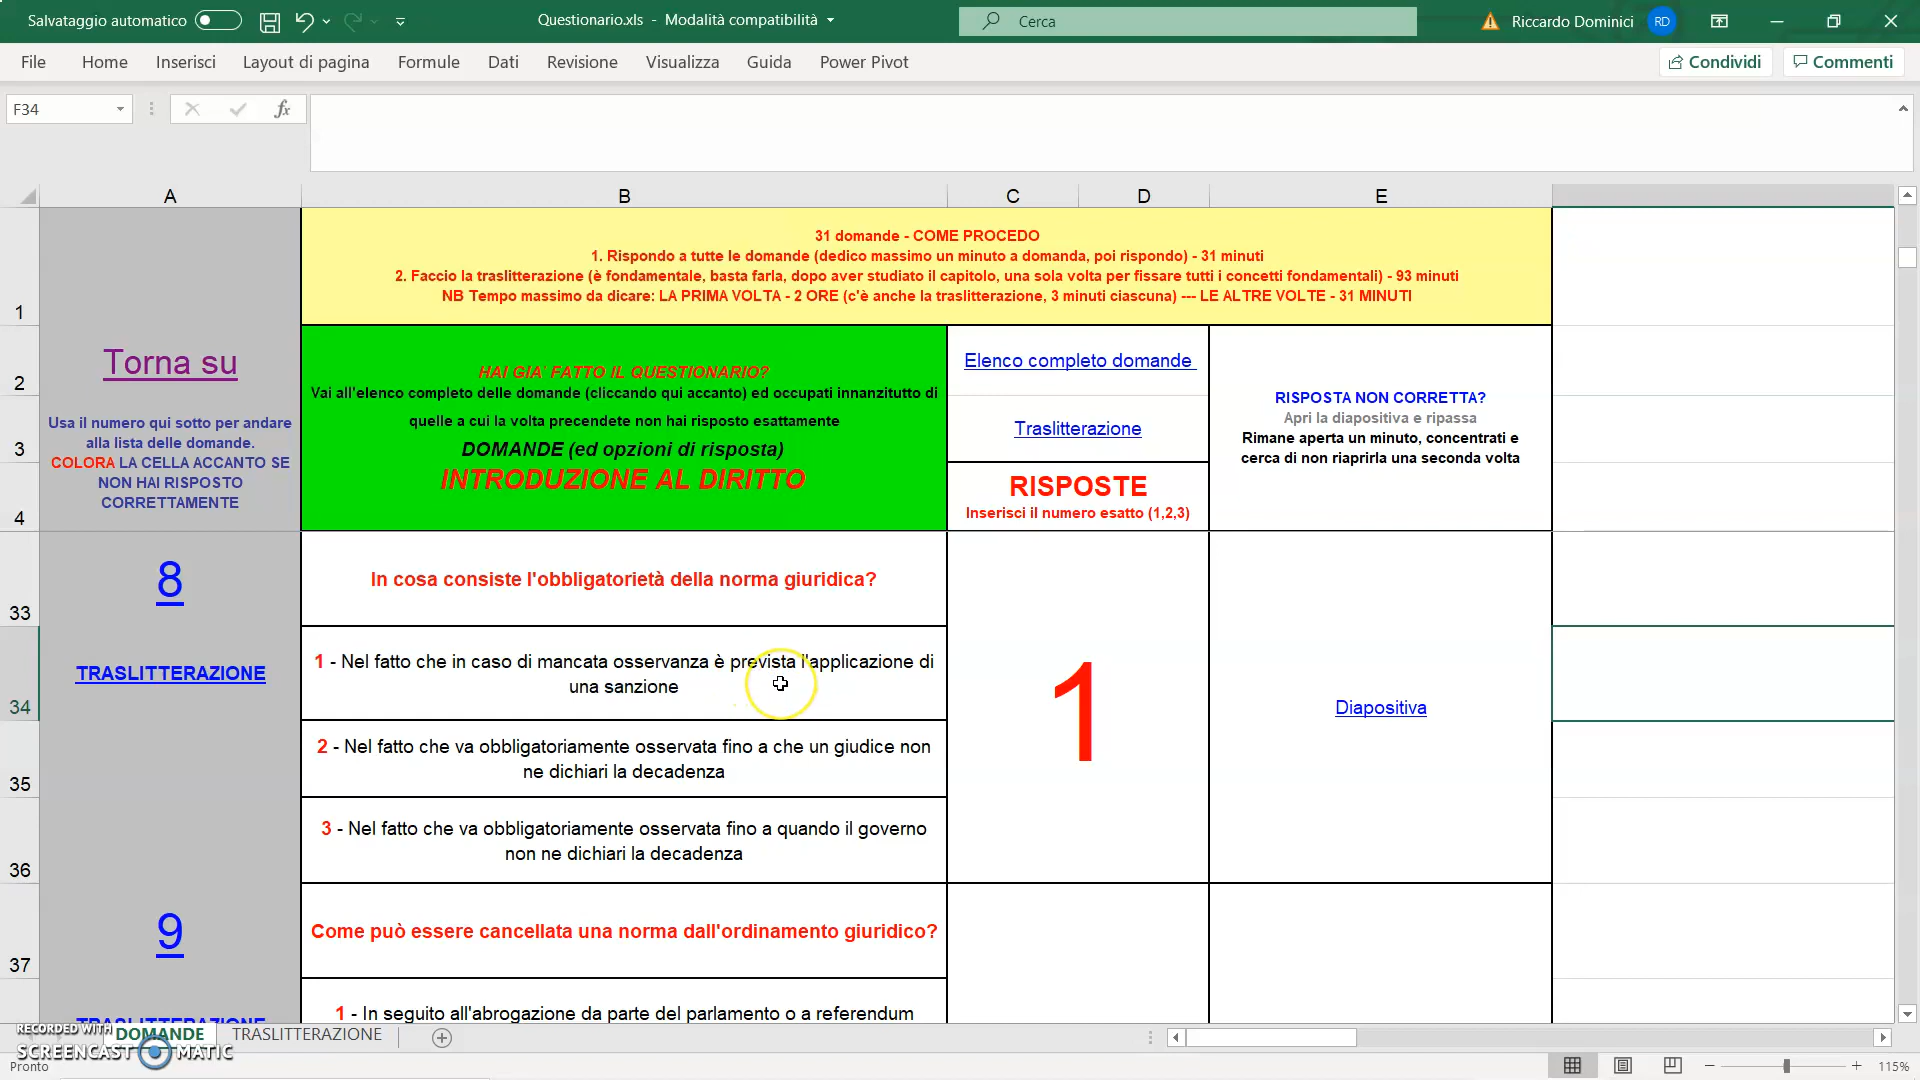 Salvataggio automatico
Questionario.xls - Modalità compatibilità
Cerca
Riccardo Dominici
RD
File Home Inserisci Layout di pagina Formule Dati Revisione Visualizza Guida Power Pivot
Condividi
Commenti
F34
fx
A B C D E
1
31 domande - COME PROCEDO
1. Rispondo a tutte le domande (dedico massimo un minuto a domanda, poi rispondo) - 31 minuti
2. Faccio la traslitterazione (è fondamentale, basta farla, dopo aver studiato il capitolo, una sola volta per fissare tutti i concetti fondamentali) - 93 minuti
NB Tempo massimo da dicare: LA PRIMA VOLTA - 2 ORE (c'è anche la traslitterazione, 3 minuti ciascuna) --- LE ALTRE VOLTE - 31 MINUTI
2
3
4
Torna su
Usa il numero qui sotto per andare
alla lista delle domande.
COLORA LA CELLA ACCANTO SE
NON HAI RISPOSTO
CORRETTAMENTE
HAI GIA' FATTO IL QUESTIONARIO?
Vai all'elenco completo delle domande (cliccando qui accanto) ed occupati innanzitutto di
quelle a cui la volta precendete non hai risposto esattamente
DOMANDE (ed opzioni di risposta)
INTRODUZIONE AL DIRITTO
Elenco completo domande
Traslitterazione
RISPOSTE
Inserisci il numero esatto (1,2,3)
RISPOSTA NON CORRETTA?
Apri la diapositiva e ripassa
Rimane aperta un minuto, concentrati e
cerca di non riaprirla una seconda volta
33
8
In cosa consiste l'obbligatorietà della norma giuridica?
34
TRASLITTERAZIONE
1 - Nel fatto che in caso di mancata osservanza è prevista l'applicazione di
una sanzione
1
Diapositiva
35
2 - Nel fatto che va obbligatoriamente osservata fino a che un giudice non
ne dichiari la decadenza
36
3 - Nel fatto che va obbligatoriamente osservata fino a quando il governo
non ne dichiari la decadenza
37
9
Come può essere cancellata una norma dall'ordinamento giuridico?
TRASLITTERAZIONE
1 - In seguito all'abrogazione da parte del parlamento o a referendum
RECORDED WITH
SCREENCAST MATIC
DOMANDE
TRASLITTERAZIONE
Pronto
115%